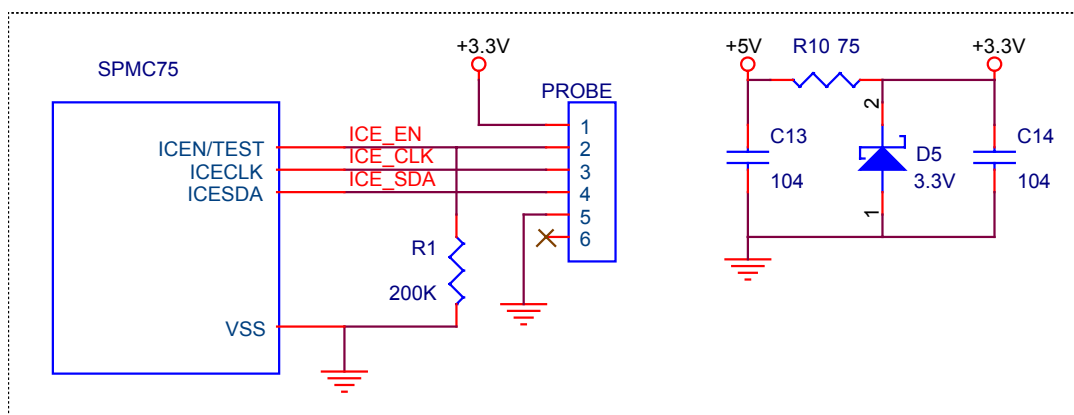 +3.3V
+5V
R10 75
+3.3V
SPMC75
PROBE
1
ICE_EN
ICEN/TEST
2
ICE_CLK
ICECLK
3
ICE_SDA
ICESDA
4
5
6
R1
200K
VSS
2
C13
104
D5
3.3V
C14
104
1